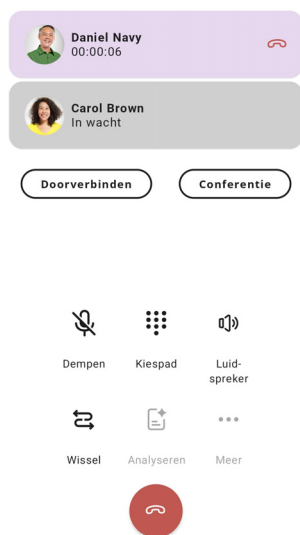 Daniel Navy
00:00:06
Carol Brown
In wacht
Doorverbinden
Conferentie
Dempen
Kiespad
Luid-
spreker
Wissel
Analyseren
Meer